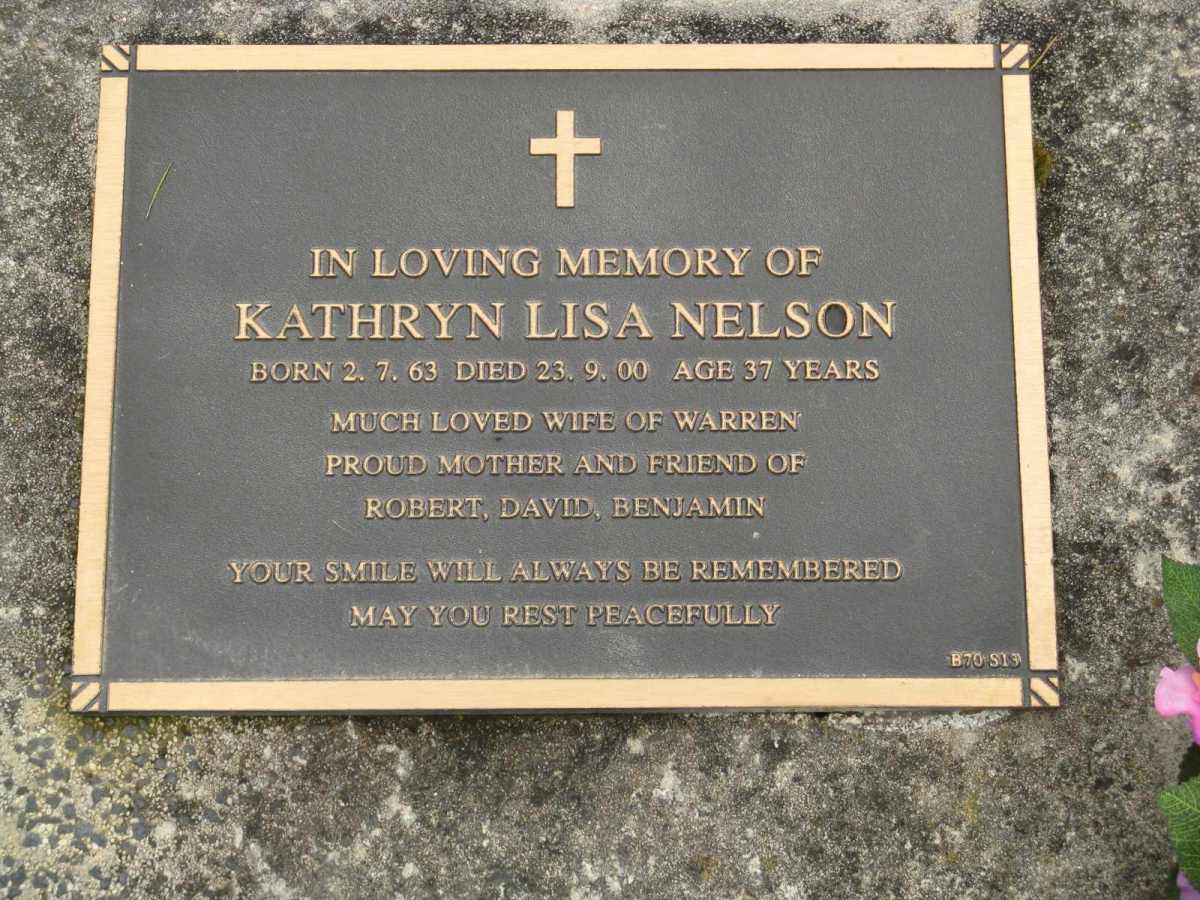 IN LOVING MEMORY OF
KATHRYN LISA NELSON
BORN 2. 7. 63 DIED 23. 9. 00 AGE 37 YEARS
MUCH LOVED WIFE OF WARREN
PROUD MOTHER AND FRIEND OF
ROBERT, DAVID, BENJAMIN
YOUR SMILE WILL ALWAYS BE REMEMBERED
MAY YOU REST PEACEFULLY
B70 S13